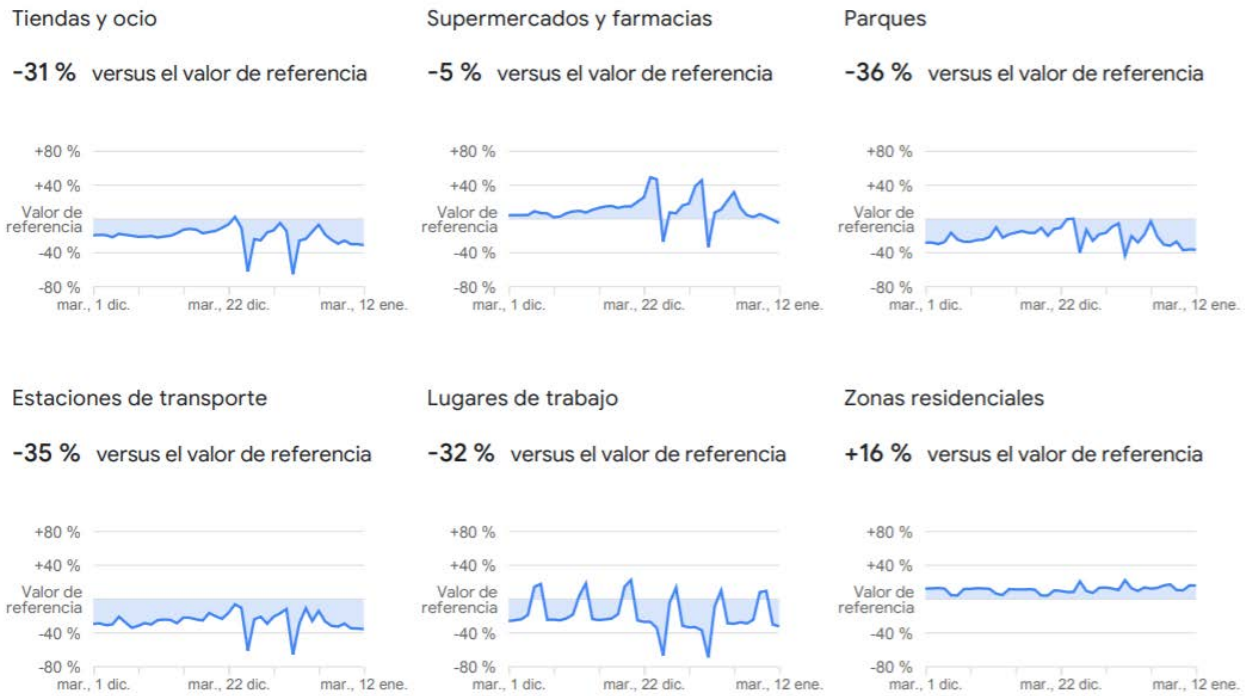 Tiendas y ocio
-31 % versus el valor de referencia
+80 %
+40 %
Valor de
referencia
-40 %
-80 %
mar., 1 dic. mar., 22 dic. mar., 12 ene.
Supermercados y farmacias
-5 % versus el valor de referencia
+80 %
+40 %
Valor de
referencia
-40 %
-80 %
mar., 1 dic. mar., 22 dic. mar., 12 ene.
Parques
-36 % versus el valor de referencia
+80 %
+40 %
Valor de
referencia
-40 %
-80 %
mar., 1 dic. mar., 22 dic. mar., 12 ene.
Estaciones de transporte
-35 % versus el valor de referencia
+80 %
+40 %
Valor de
referencia
-40 %
-80 %
mar., 1 dic. mar., 22 dic. mar., 12 ene.
Lugares de trabajo
-32 % versus el valor de referencia
+80 %
+40 %
Valor de
referencia
-40 %
-80 %
mar., 1 dic. mar., 22 dic. mar., 12 ene.
Zonas residenciales
+16 % versus el valor de referencia
+80 %
+40 %
Valor de
referencia
-40 %
-80 %
mar., 1 dic. mar., 22 dic. mar., 12 ene.